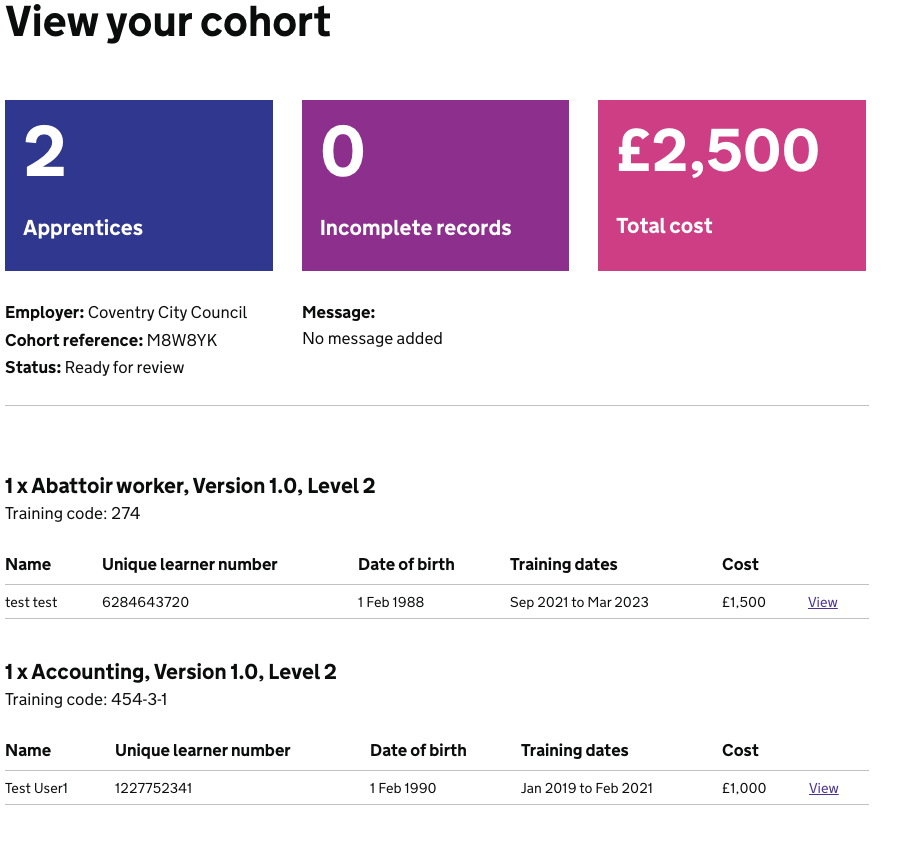 View your cohort
2
Apprentices
0
Incomplete records
£2,500
Total cost
Employer: Coventry City Council
Cohort reference: M8W8YK
Status: Ready for review
Message:
No message added
1 x Abattoir worker, Version 1.0, Level 2
Training code: 274
Name Unique learner number Date of birth Training dates Cost
test test 6284643720 1 Feb 1988 Sep 2021 to Mar 2023 £1,500 View
1 x Accounting, Version 1.0, Level 2
Training code: 454-3-1
Name Unique learner number Date of birth Training dates Cost
Test User1 1227752341 1 Feb 1990 Jan 2019 to Feb 2021 £1,000 View